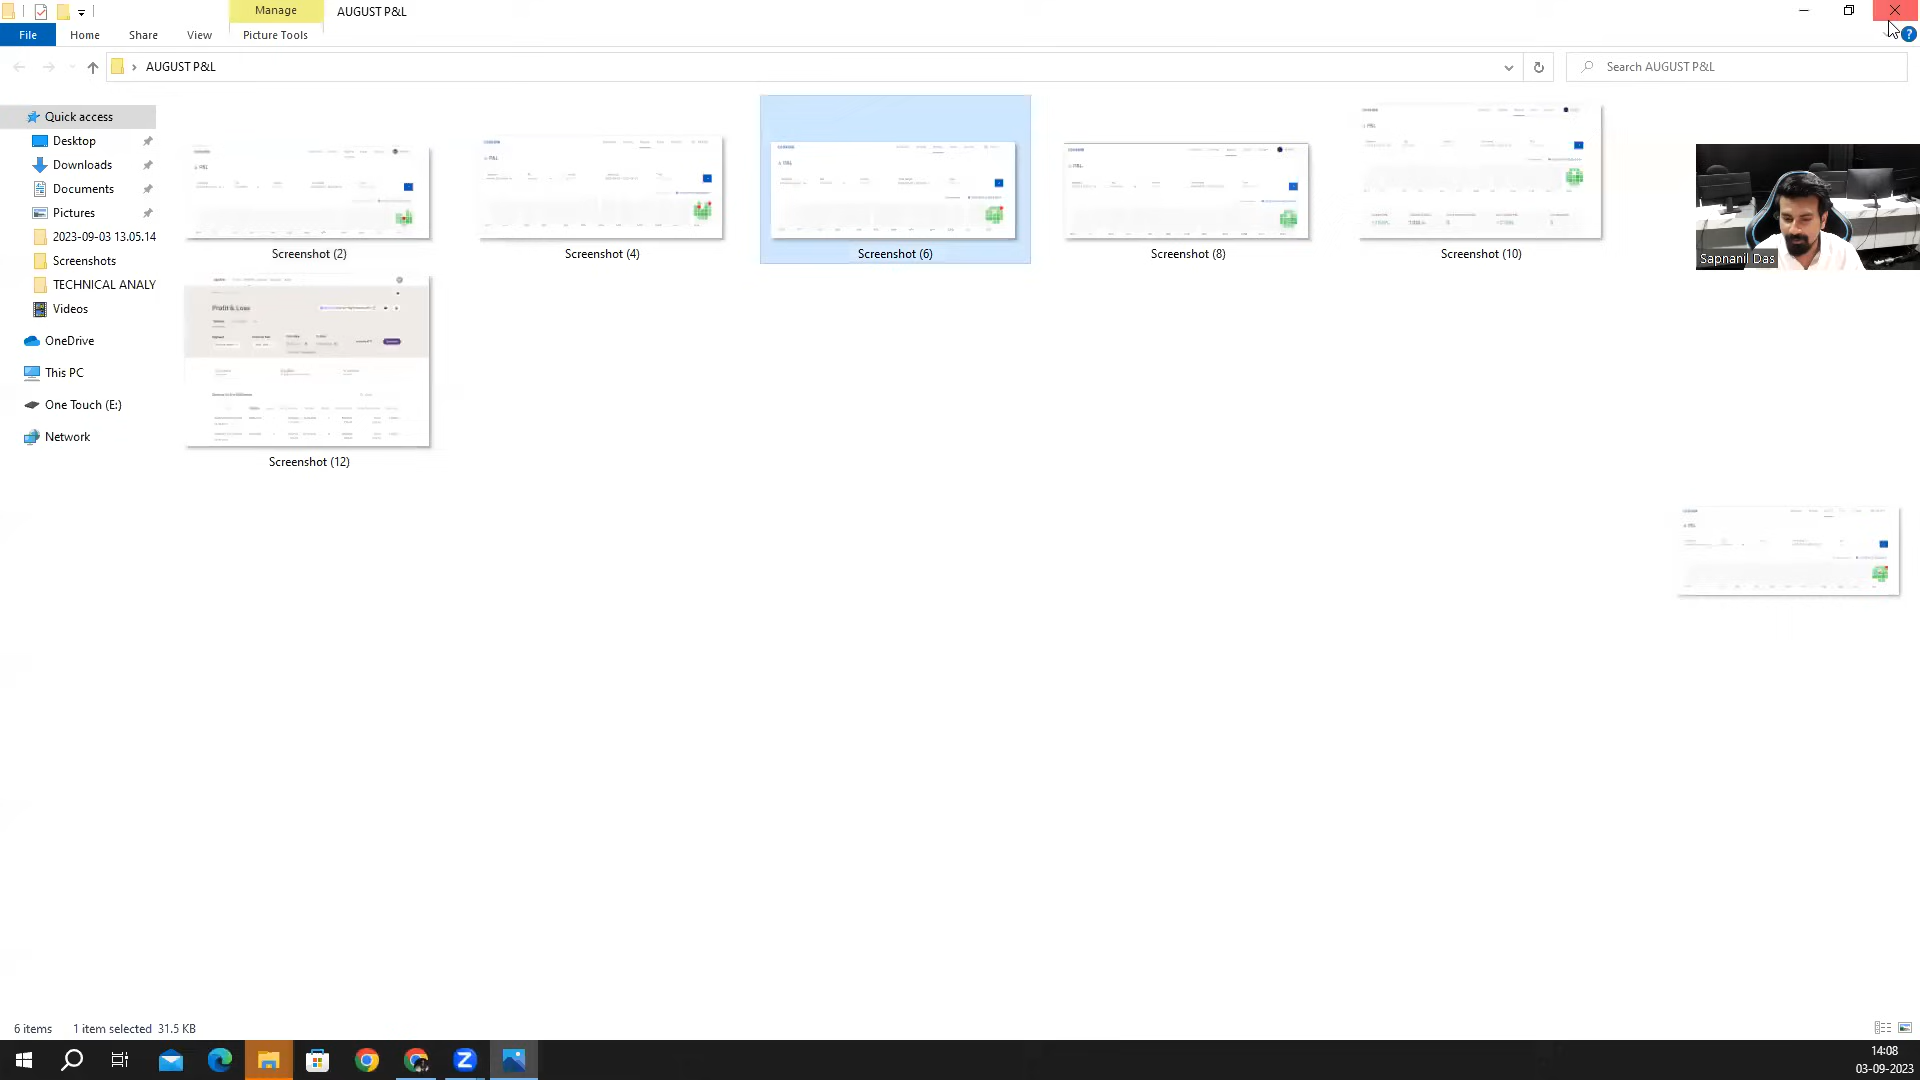 Manage
AUGUST P&L
File
Home
Share
View
Picture Tools
AUGUST P&L
Search AUGUST P&L
Quick access
Desktop
Downloads
Documents
Pictures
2023-09-03 13.05.14
Screenshots
TECHNICAL ANALY
Videos
OneDrive
This PC
One Touch (E:)
Network
Screenshot (2)
Screenshot (4)
Screenshot (6)
Screenshot (8)
Screenshot (10)
Profit & Loss
Screenshot (12)
Sapnanil Das
6 items
1 item selected 31.5 KB
14:08
03-09-2023